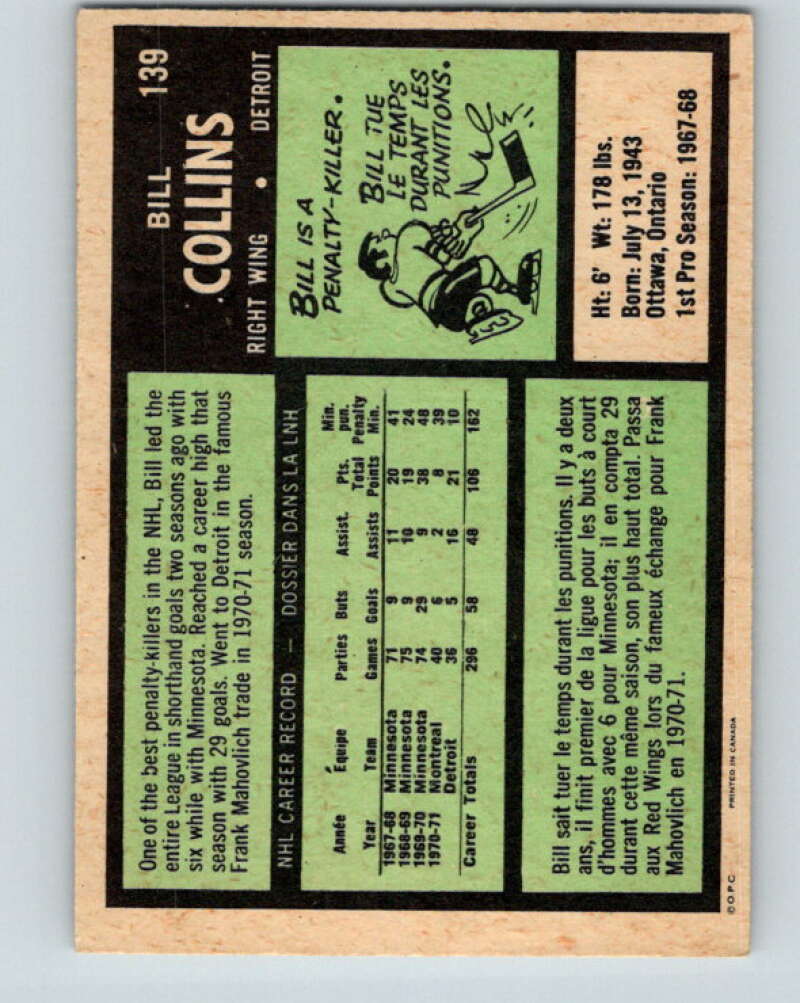 One of the best penalty-killers in the NHL, Bill led the
entire League in shorthand goals two seasons ago with
six while with Minnesota. Reached a career high that
season with 29 goals. Went to Detroit in the famous
Frank Mahovlich trade in 1970-71 season.
BILL 139
COLLINS
RIGHT WING • DETROIT
NHL CAREER RECORD — DOSSIER DANS LA LNH
Année Équipe Parties Buts Assist. Pts. Total Min. pun.
Year Team Games Goals Assists Points Penalty Min.
1967-68 Minnesota 71 9 11 20 41
1968-69 Minnesota 75 9 10 19 24
1969-70 Minnesota 74 29 9 38 48
1970-71 Montreal 40 6 2 8 39
Detroit 36 5 16 21 10
Career Totals 296 58 48 106 162
BILL IS A
PENALTY-KILLER.
BILL TUE
LE TEMPS
DURANT LES
PUNITIONS.
Bill sait tuer le temps durant les punitions. Il y a deux
ans, il finit premier de la ligue pour les buts à court
d'hommes avec 6 pour Minnesota; il en compta 29
durant cette même saison, son plus haut total. Passa
aux Red Wings lors du fameux échange pour Frank
Mahovlich en 1970-71.
Ht: 6' Wt: 178 lbs.
Born: July 13, 1943
Ottawa, Ontario
1st Pro Season: 1967-68
© O.P.C. PRINTED IN CANADA